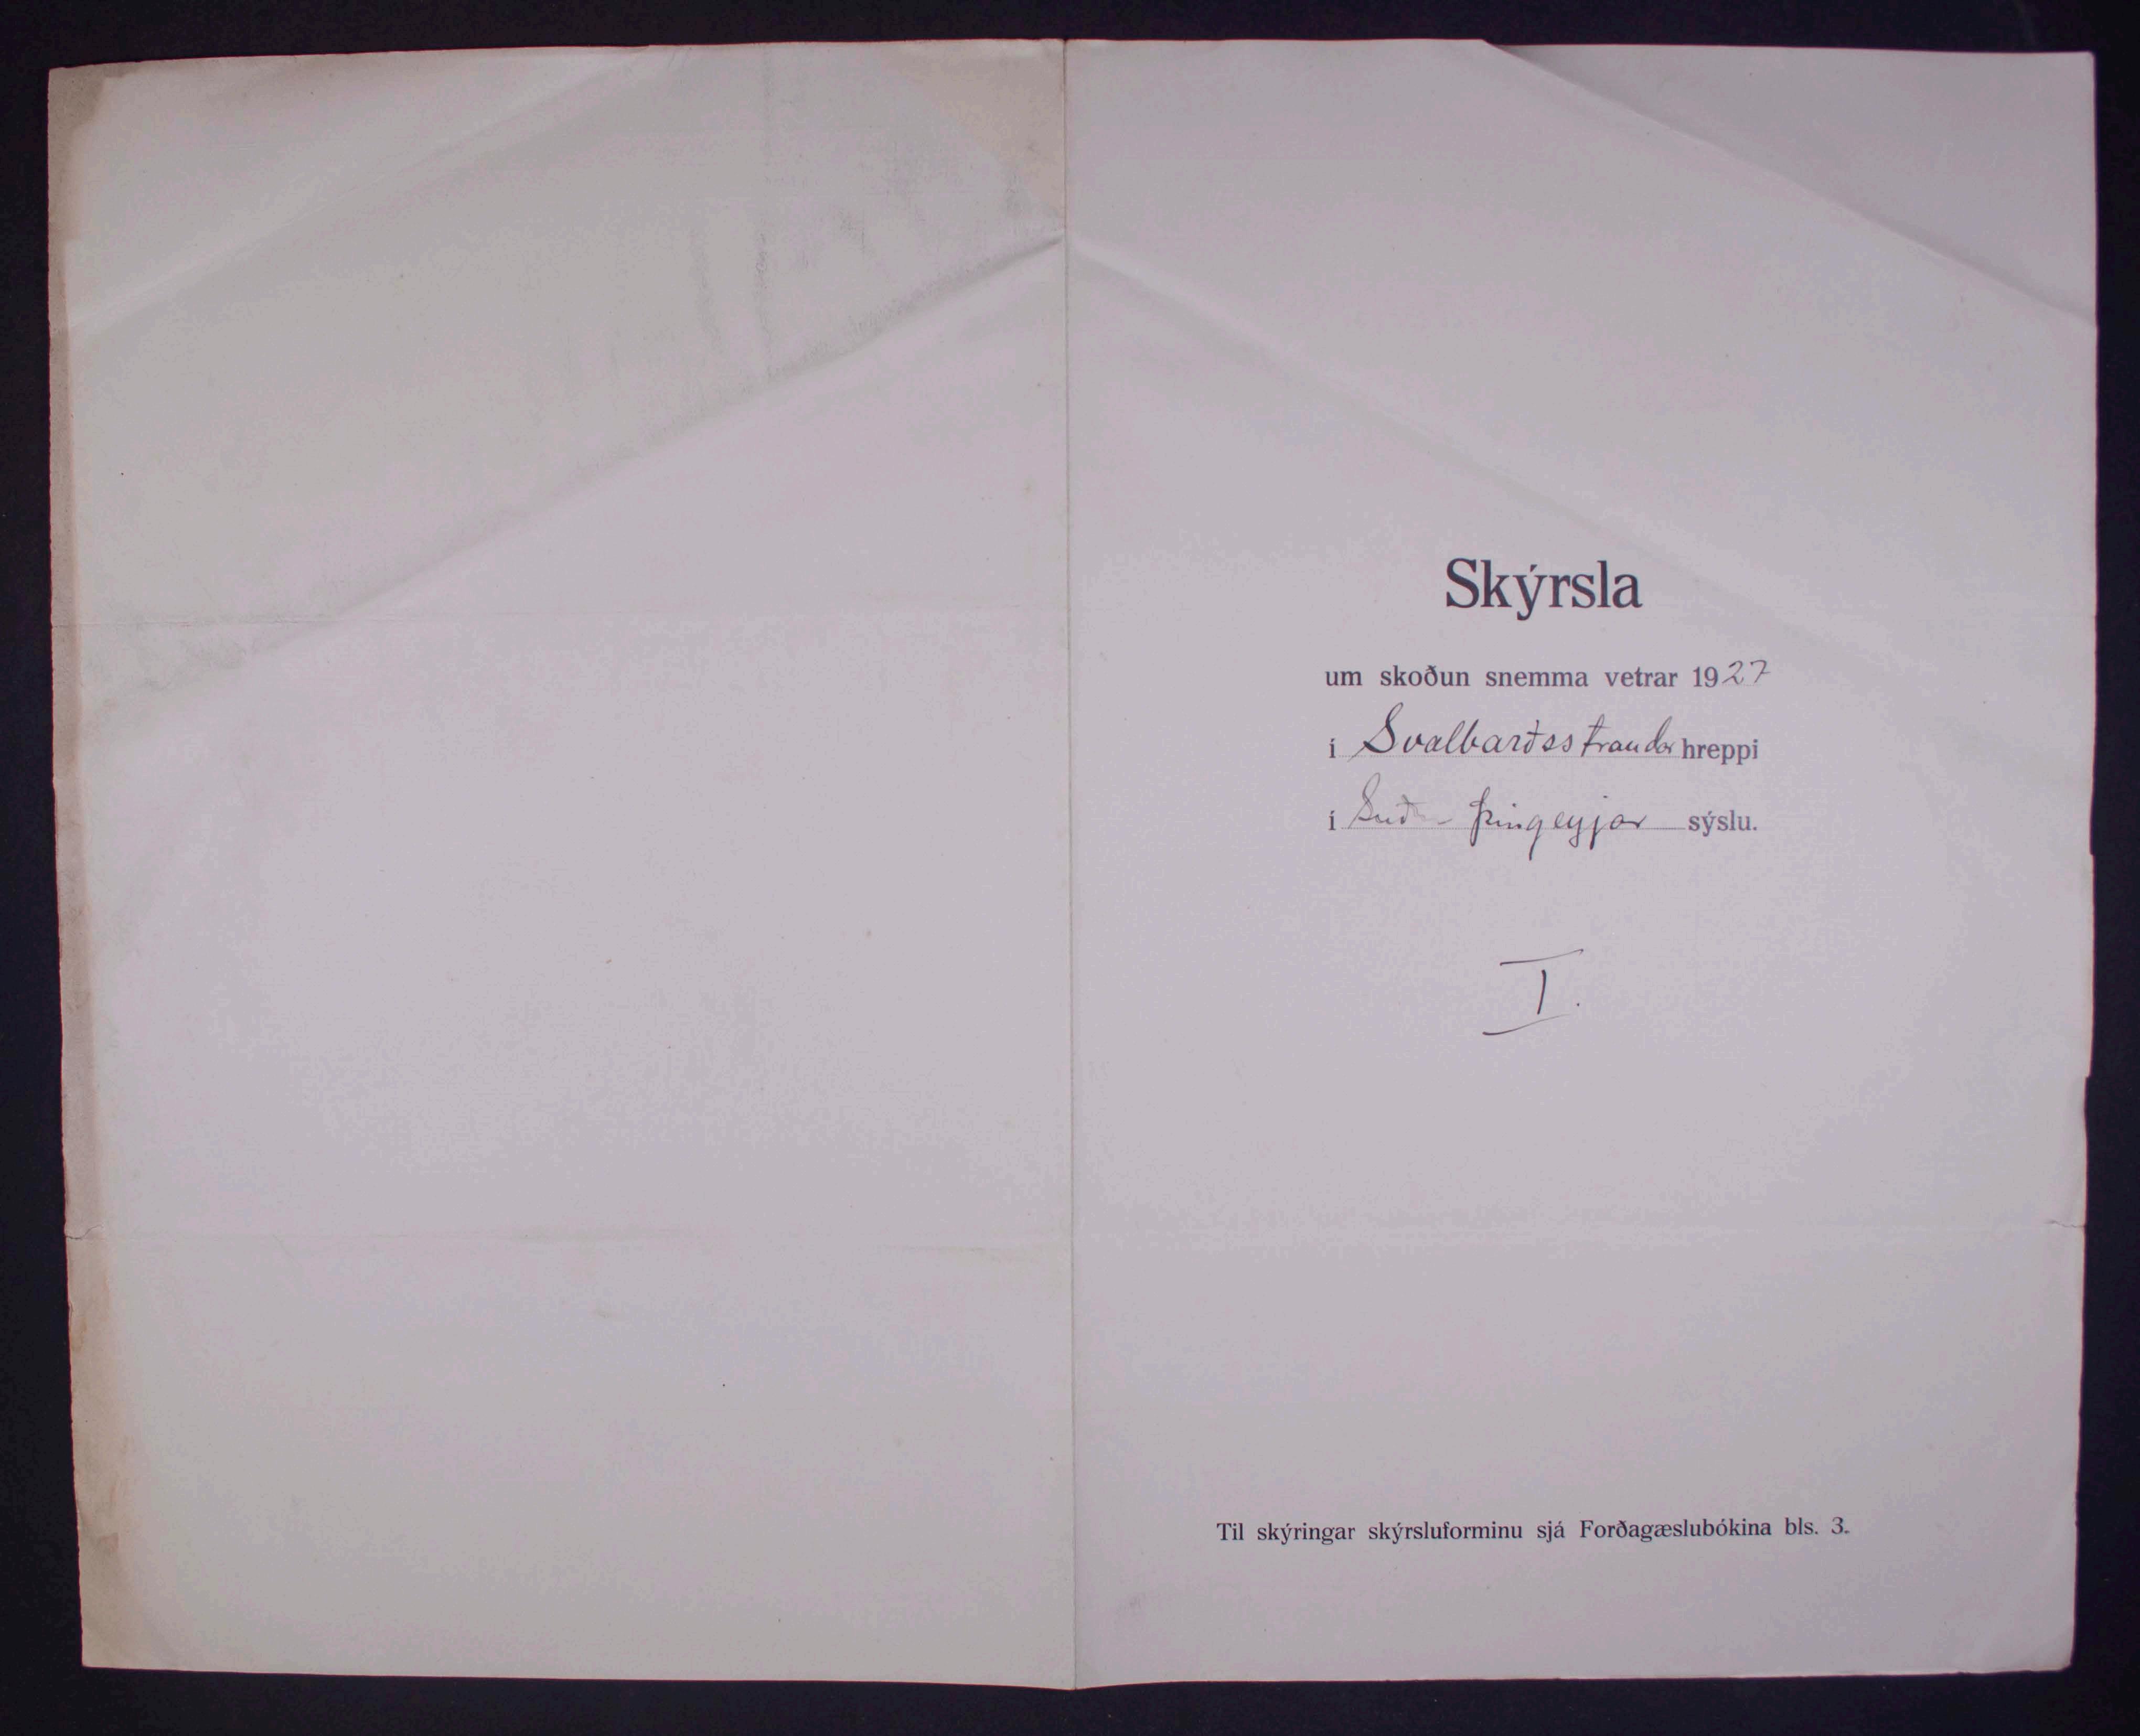 Skýrsla
um skoðun snemma vetrar 1927
í Svalbarðsstrandar hreppi
í Suður-Þingeyjar sýslu.
I.
Til skýringar skýrsluforminu sjá Forðagæslubókina bls. 3.